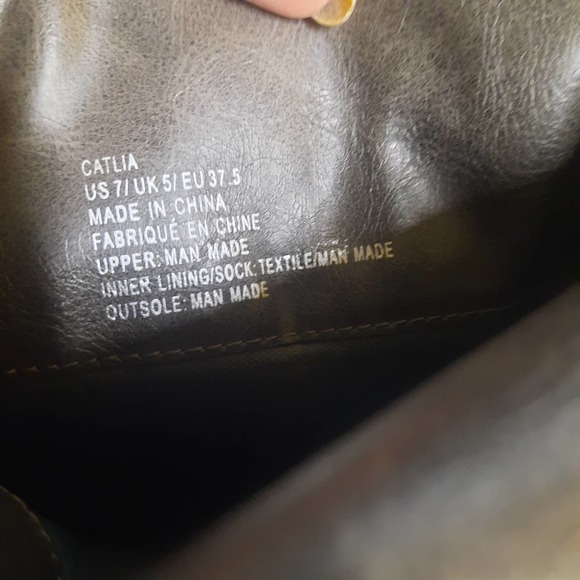 CATLIA
US 7/ UK 5/ EU 37.5
MADE IN CHINA
FABRIQUÉ EN CHINE
UPPER: MAN MADE
INNER LINING/SOCK: TEXTILE/MAN MADE
OUTSOLE: MAN MADE